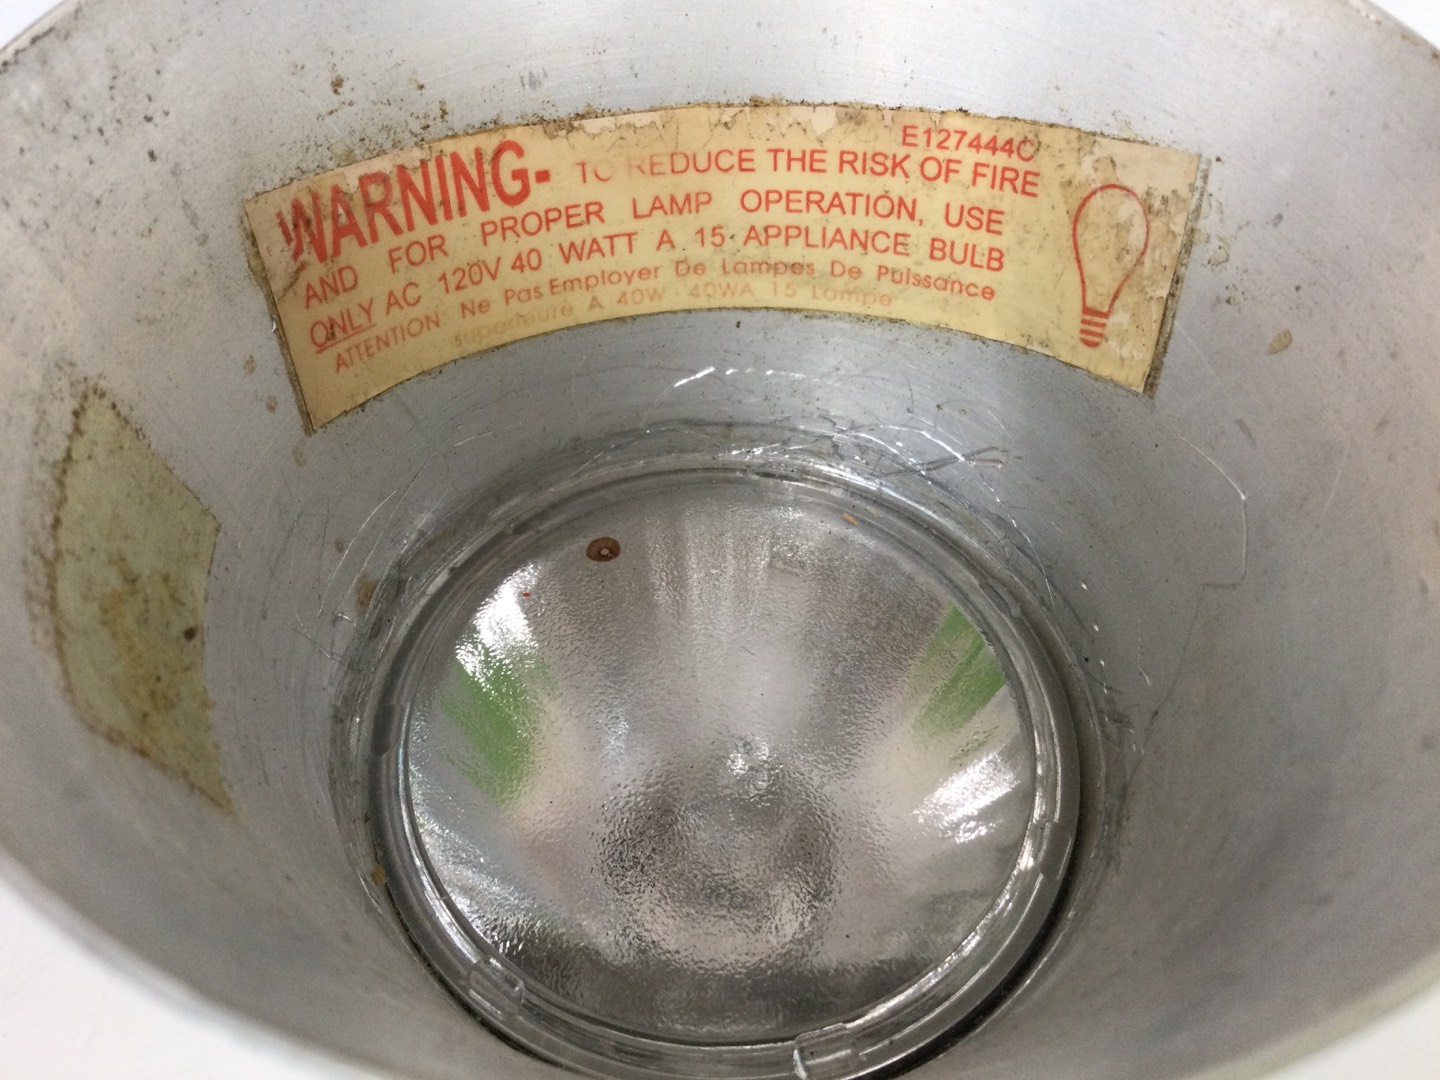 E127444C
WARNING- TO REDUCE THE RISK OF FIRE
AND FOR PROPER LAMP OPERATION, USE
ONLY AC 120V 40 WATT A 15 APPLIANCE BULB
ATTENTION: Ne Pas Employer De Lampes De Puissance
superieure A 40W 40WA 15 Lampe